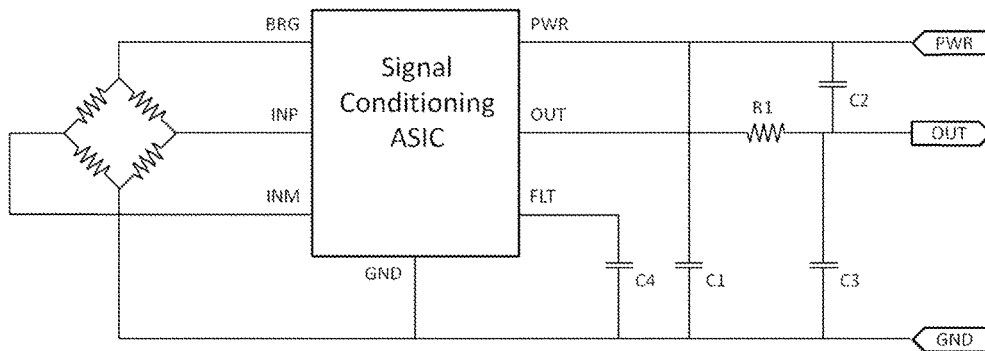 BRG
PWR
PWR
Signal
Conditioning
ASIC
C2
R1
INP
OUT
OUT
INM
FLT
GND
C4
C1
C3
GND